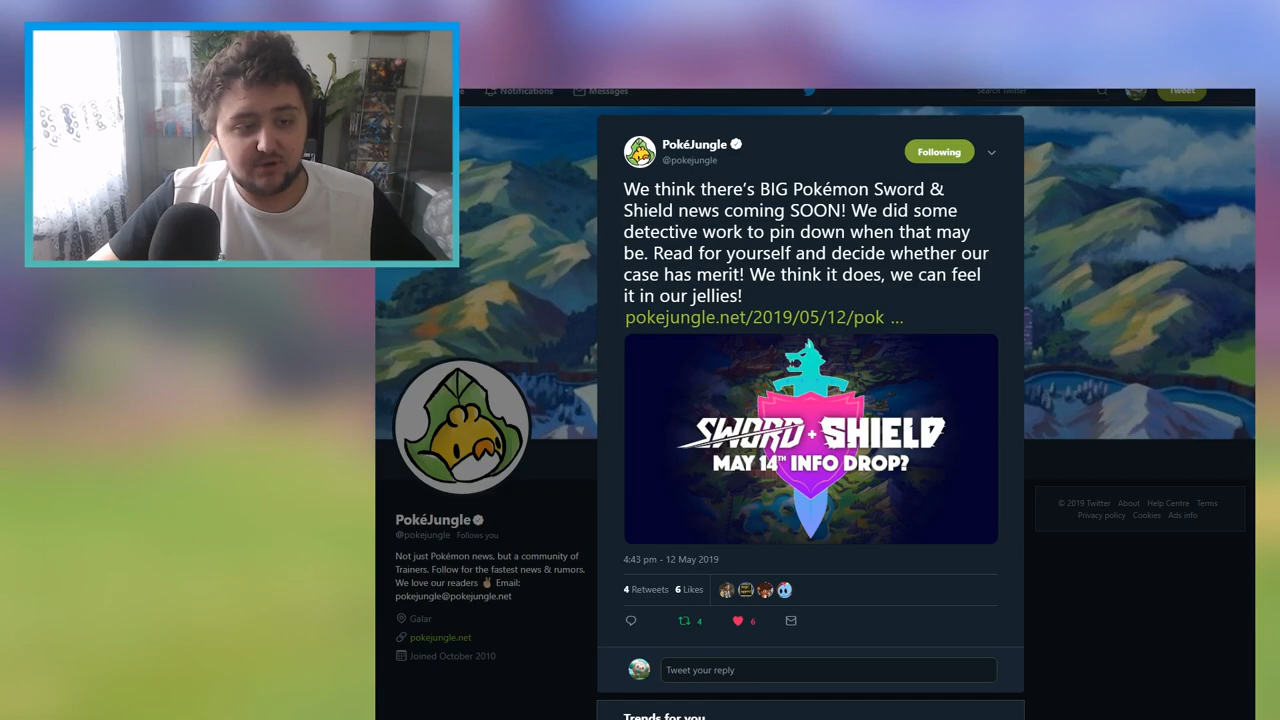 Notifications
Messages
Search Twitter
Tweet
PokéJungle
@pokejungle
Following
We think there's BIG Pokémon Sword &
Shield news coming SOON! We did some
detective work to pin down when that may
be. Read for yourself and decide whether our
case has merit! We think it does, we can feel
it in our jellies!
pokejungle.net/2019/05/12/pok ...
SWORD + SHIELD
MAY 14TH INFO DROP?
4:43 pm - 12 May 2019
4 Retweets 6 Likes
4
6
Tweet your reply
Trends for you
PokéJungle
@pokejungle Follows you
Not just Pokémon news, but a community of
Trainers. Follow for the fastest news & rumors.
We love our readers ✌🏽 Email:
pokejungle@pokejungle.net
Galar
pokejungle.net
Joined October 2010
© 2019 Twitter About Help Centre Terms
Privacy policy Cookies Ads info